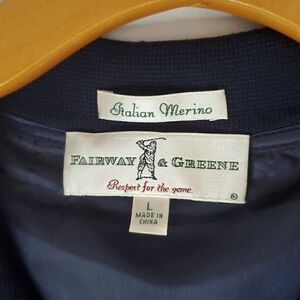 Italian Merino
FAIRWAY & GREENE
Respect for the game.
®
L
MADE IN
CHINA